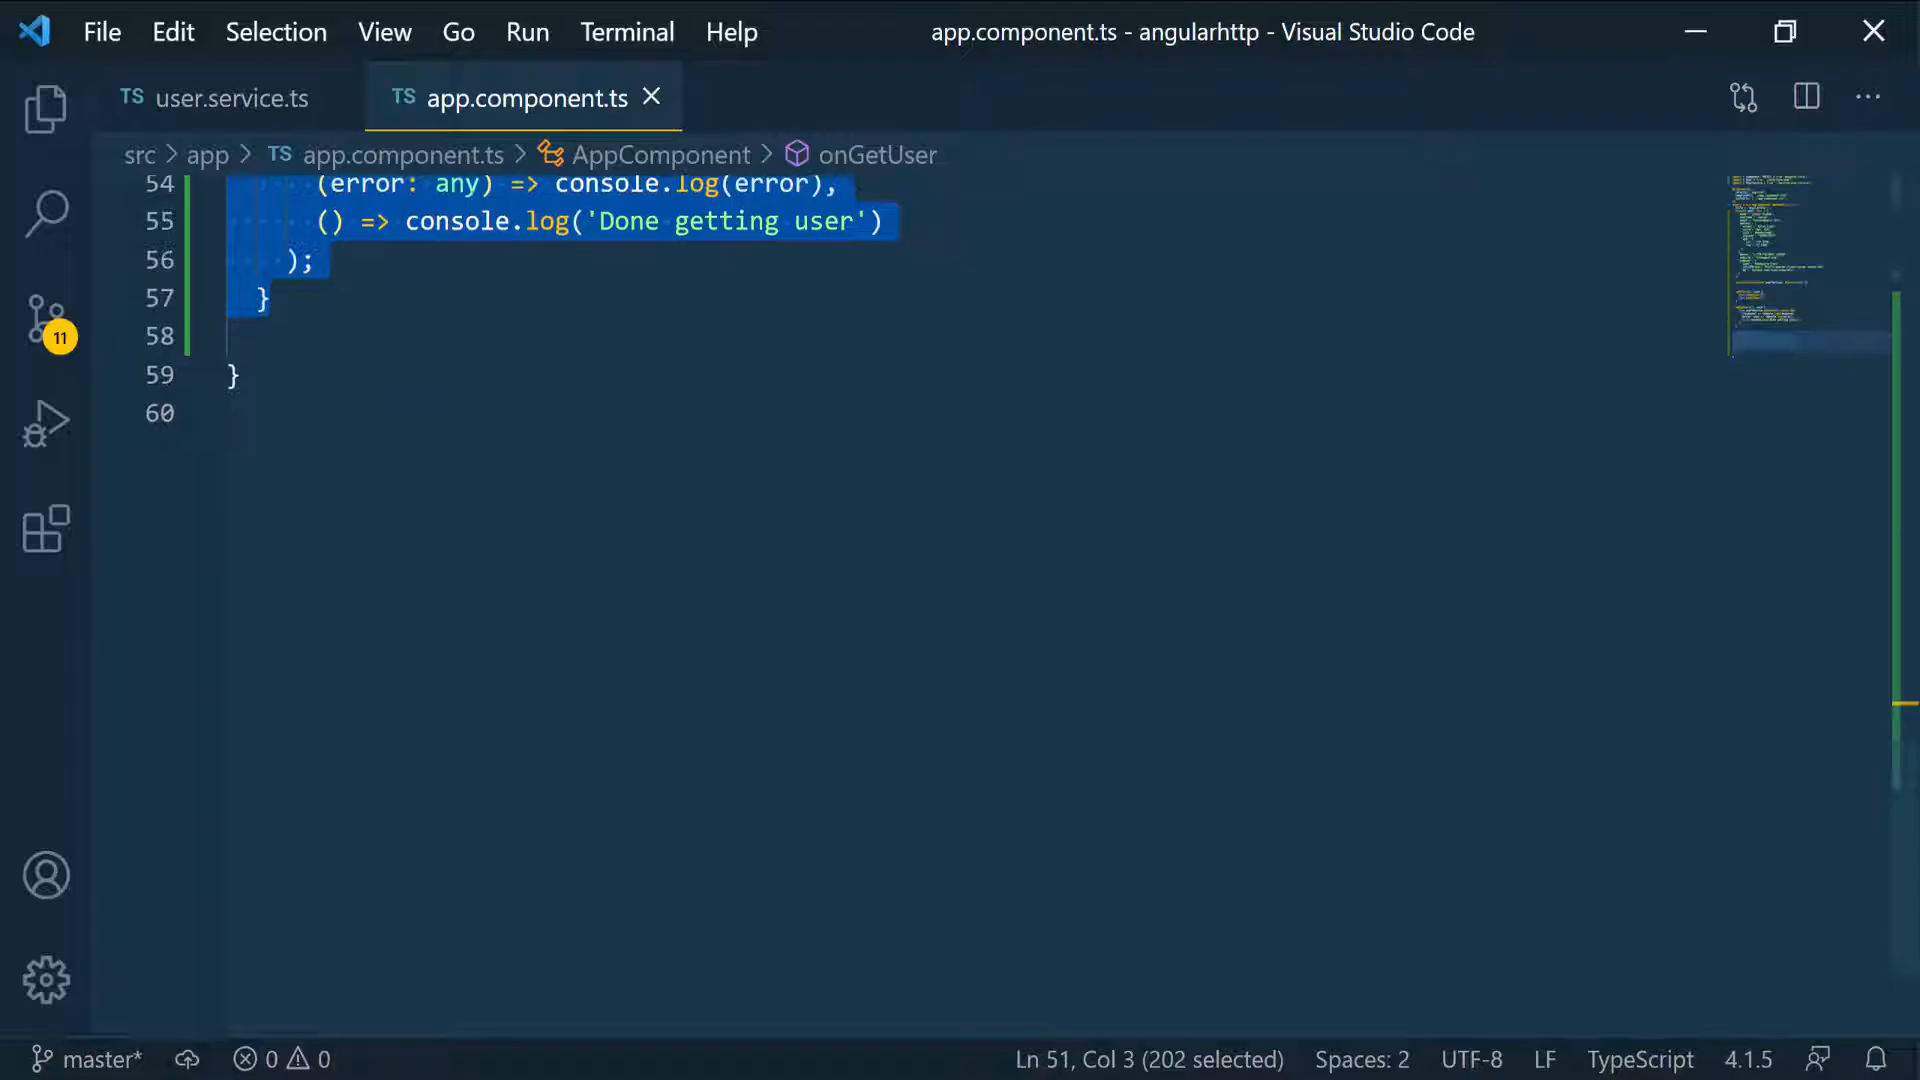 File Edit Selection View Go Run Terminal Help app.component.ts - angularhttp - Visual Studio Code
TS user.service.ts TS app.component.ts
src > app > TS app.component.ts > AppComponent > onGetUser
54 (error: any) => console.log(error),
55 () => console.log('Done getting user')
56 );
57 }
58
59 }
60
11
master* 0 0 Ln 51, Col 3 (202 selected) Spaces: 2 UTF-8 LF TypeScript 4.1.5